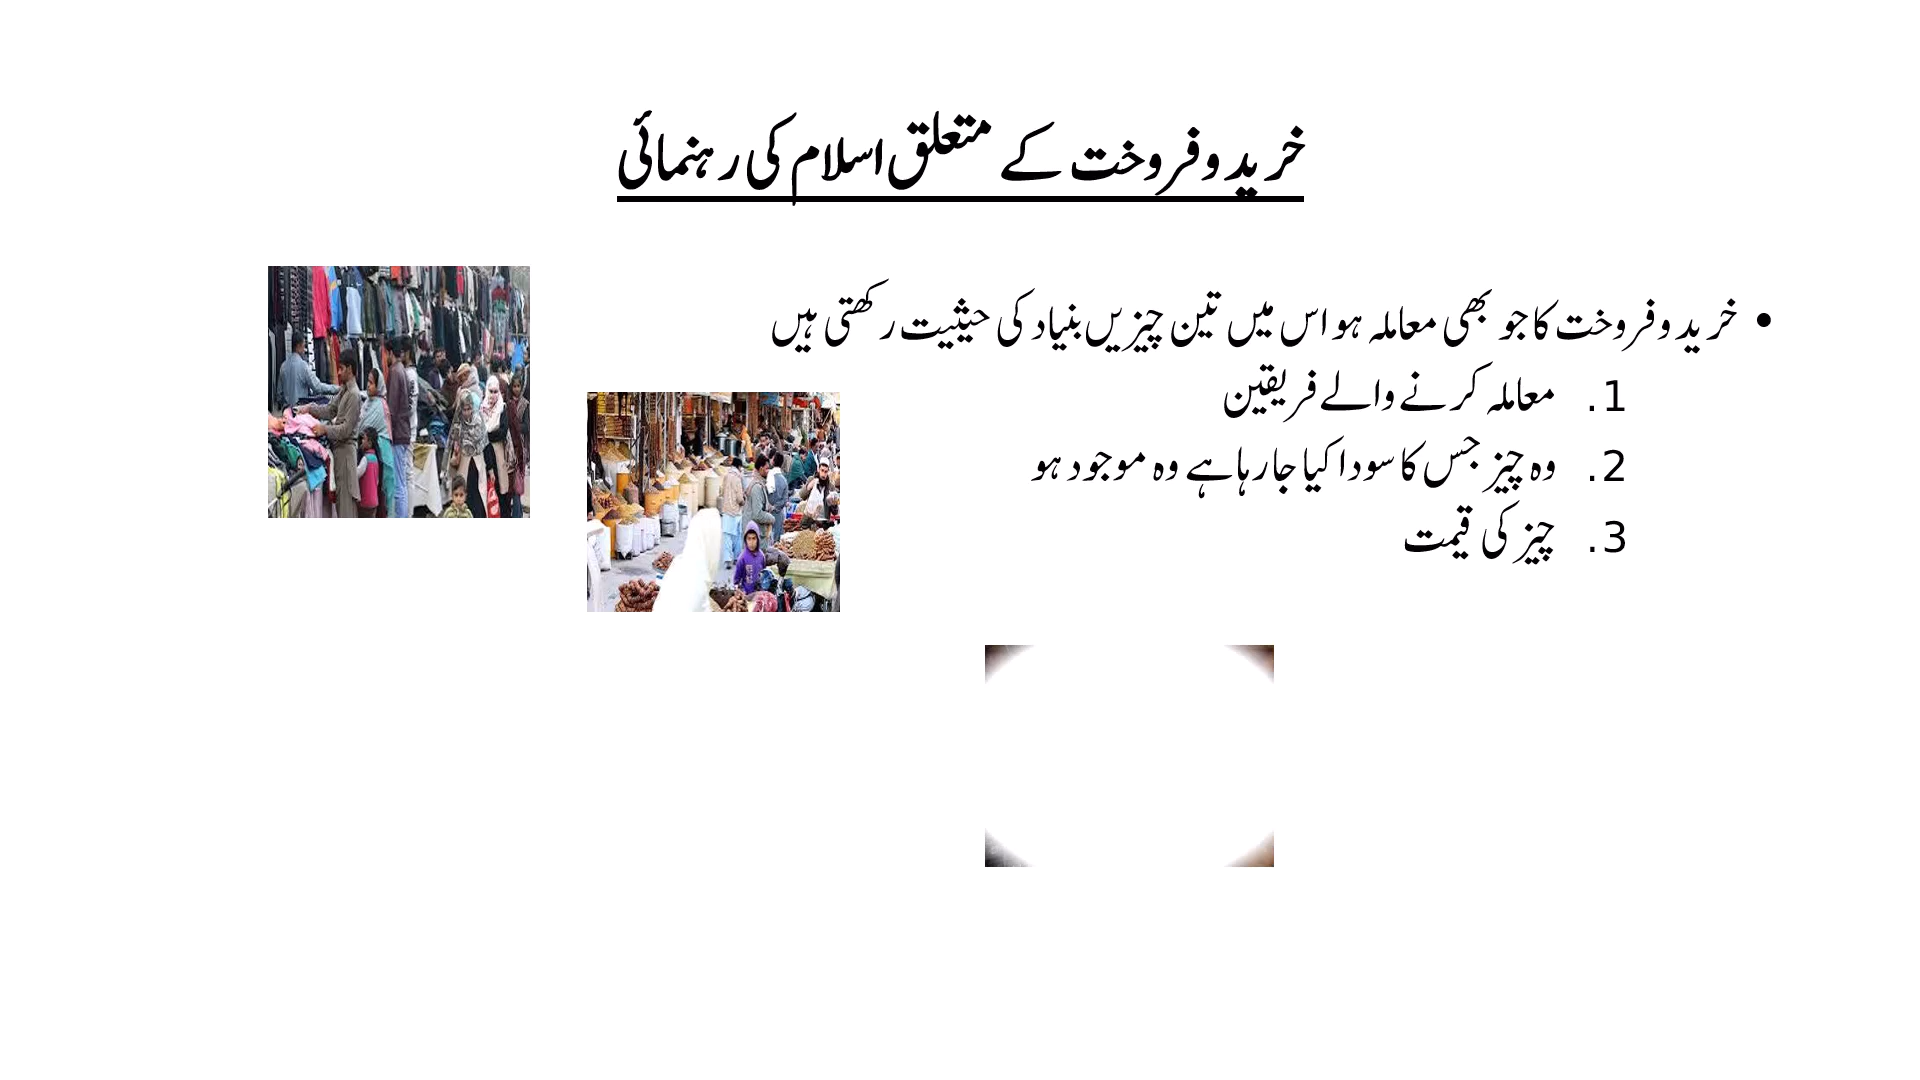 خرید و فروخت کے متعلق اسلام کی رہنمائی
• خرید و فروخت کا جو بھی معاملہ ہو اس میں تین چیزیں بنیاد کی حیثیت رکھتی ہیں
1. معاملہ کرنے والے فریقین
2. وہ چیز جس کا سودا کیا جارہا ہے وہ موجود ہو
3. چیز کی قیمت